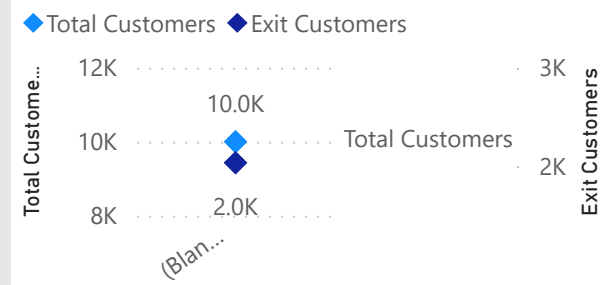 Total Customers Exit Customers
Total Custome...
12K
10K
8K
10.0K
2.0K
Total Customers
3K
2K
Exit Customers
(Blan...